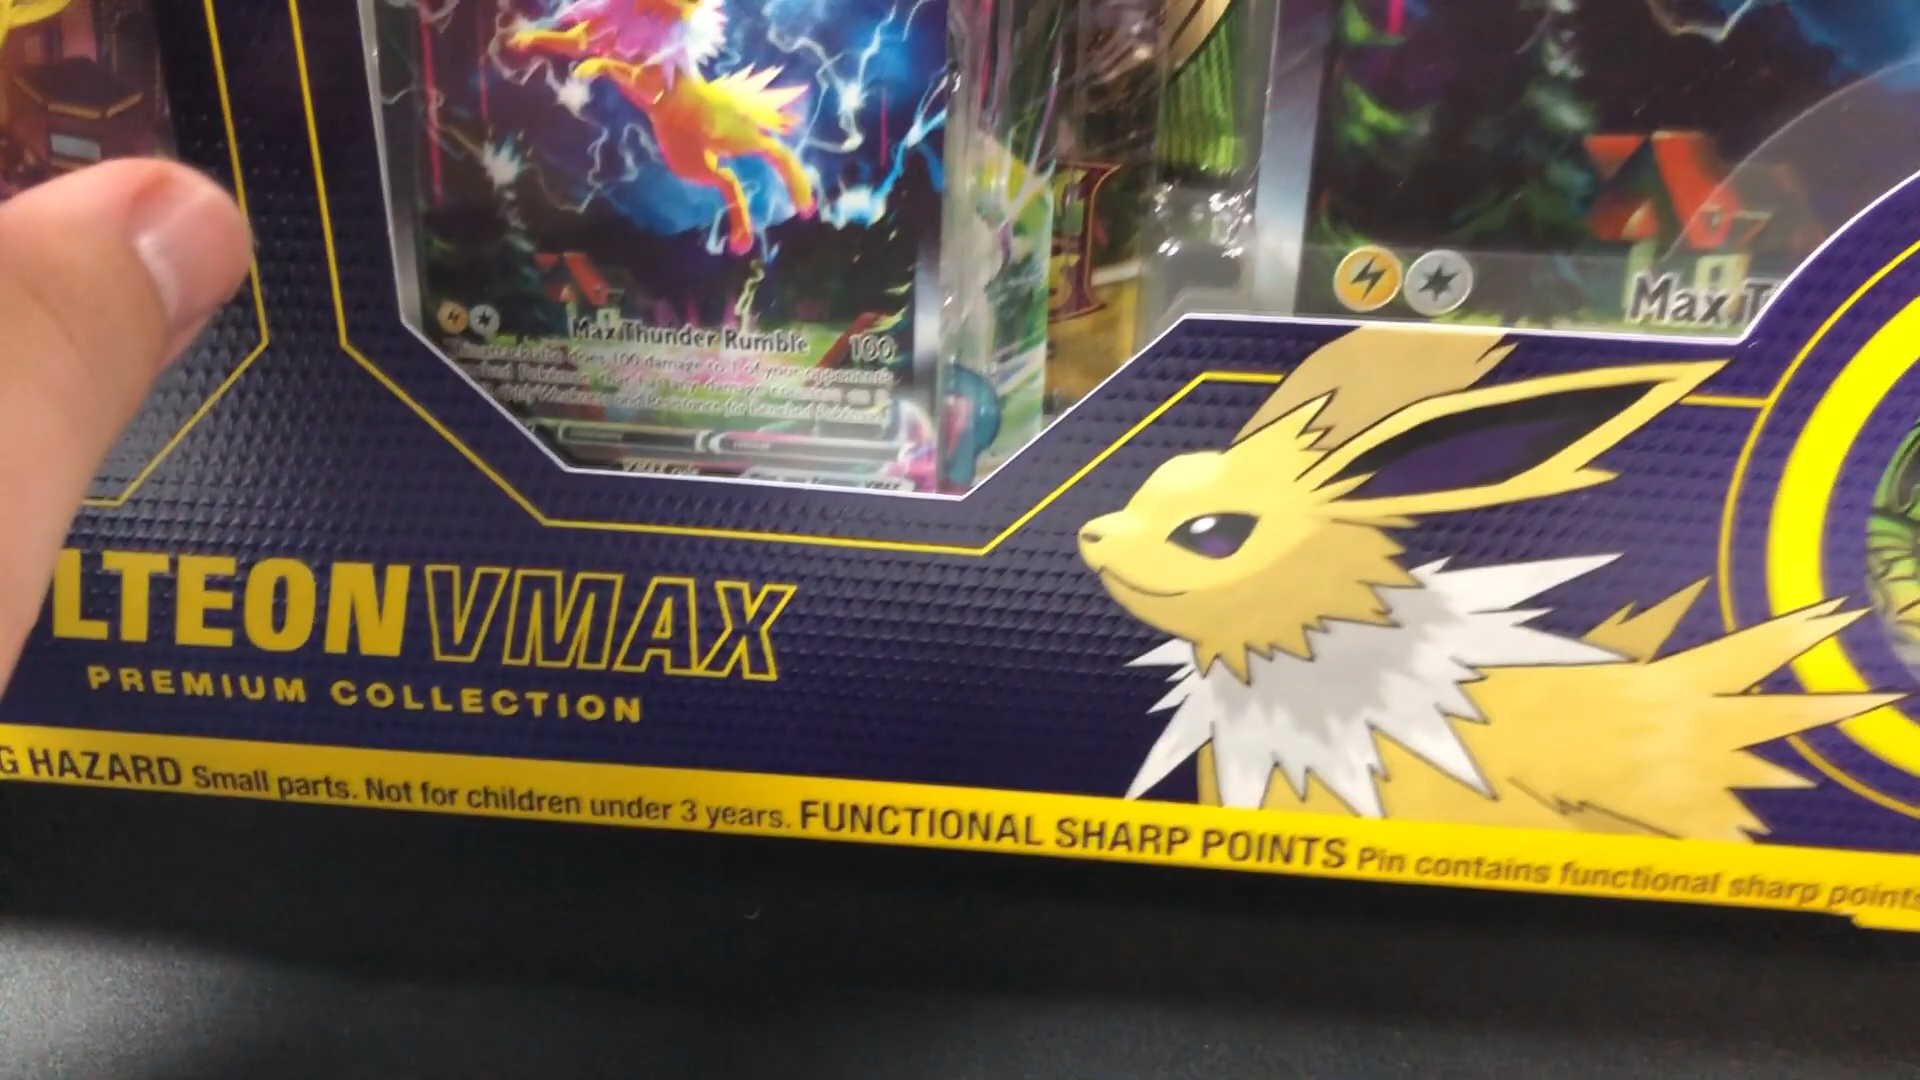 Max Thunder Rumble 100
Max T
LTEON VMAX
PREMIUM COLLECTION
G HAZARD Small parts. Not for children under 3 years. FUNCTIONAL SHARP POINTS Pin contains functional sharp points